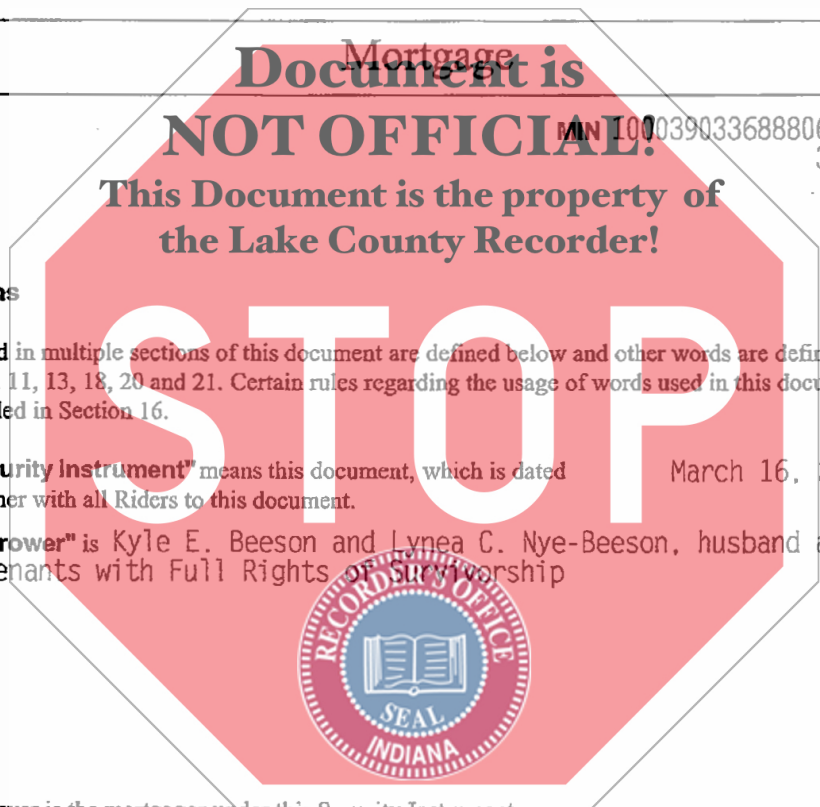 Mortgage
Document is
NOT OFFICIAL!
MIN 10003903368880
This Document is the property of
the Lake County Recorder!
as
d in multiple sections of this document are defined below and other words are defin
11, 13, 18, 20 and 21. Certain rules regarding the usage of words used in this docu
led in Section 16.
STOP
urity Instrument" means this document, which is dated March 16,
her with all Riders to this document.
rower" is Kyle E. Beeson and Lynea C. Nye-Beeson, husband a
enants with Full Rights of Survivorship
RECORDER'S OFFICE
SEAL
INDIANA